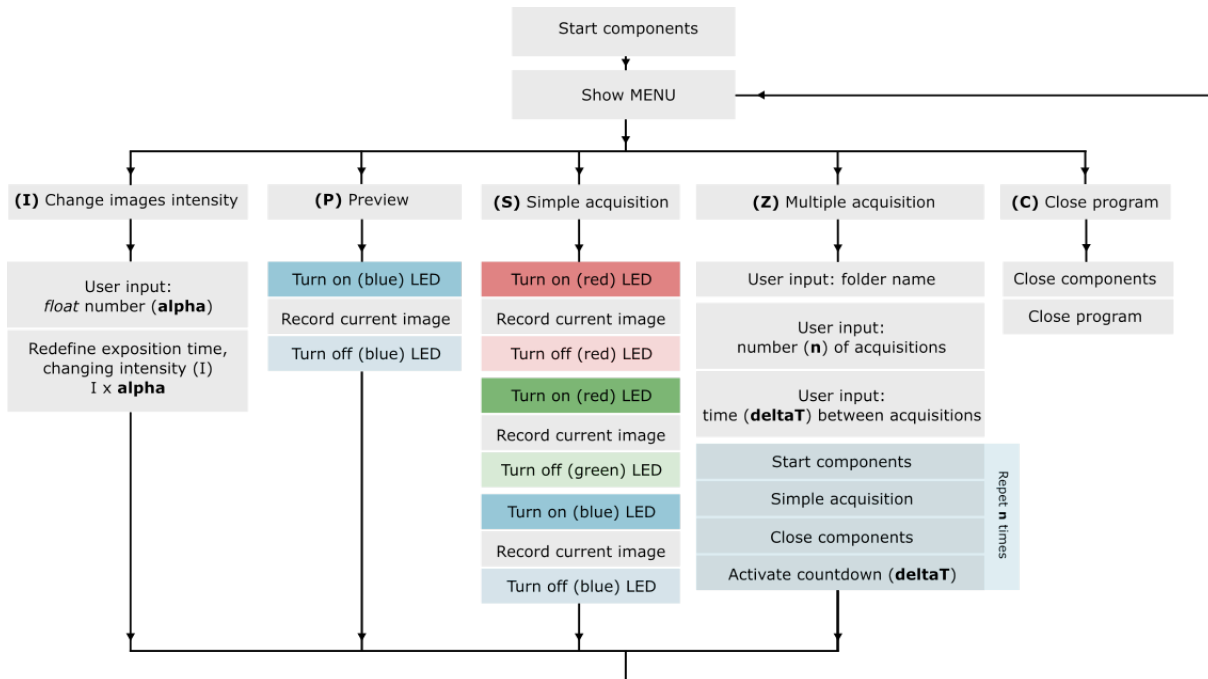 Start components
Show MENU
(I) Change images intensity
User input:
float number (alpha)
Redefine exposition time,
changing intensity (I)
I x alpha
(P) Preview
Turn on (blue) LED
Record current image
Turn off (blue) LED
(S) Simple acquisition
Turn on (red) LED
Record current image
Turn off (red) LED
Turn on (red) LED
Record current image
Turn off (green) LED
Turn on (blue) LED
Record current image
Turn off (blue) LED
(Z) Multiple acquisition
User input: folder name
User input:
number (n) of acquisitions
User input:
time (deltaT) between acquisitions
Start components
Simple acquisition
Close components
Activate countdown (deltaT)
Repet n
times
(C) Close program
Close components
Close program